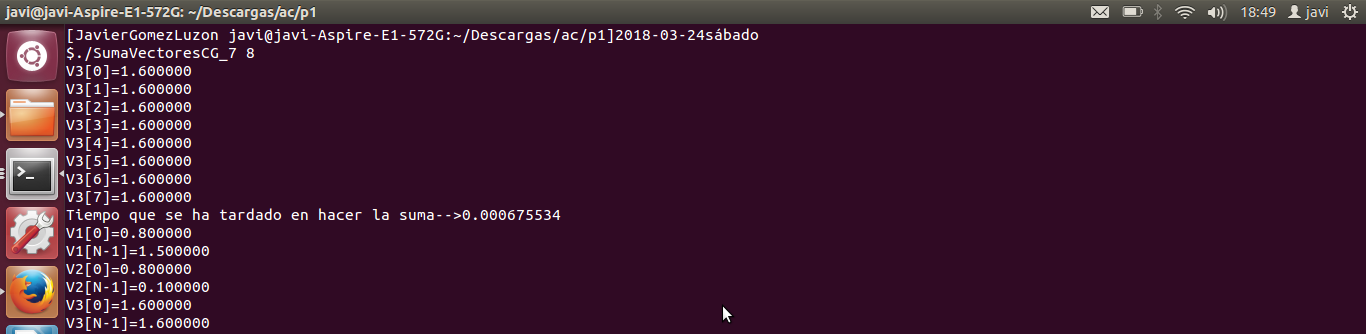 javi@javi-Aspire-E1-572G: ~/Descargas/ac/p1 18:49 javi
[JavierGomezLuzon javi@javi-Aspire-E1-572G:~/Descargas/ac/p1]2018-03-24sábado
$./SumaVectoresCG_7 8
V3[0]=1.600000
V3[1]=1.600000
V3[2]=1.600000
V3[3]=1.600000
V3[4]=1.600000
V3[5]=1.600000
V3[6]=1.600000
V3[7]=1.600000
Tiempo que se ha tardado en hacer la suma-->0.000675534
V1[0]=0.800000
V1[N-1]=1.500000
V2[0]=0.800000
V2[N-1]=0.100000
V3[0]=1.600000
V3[N-1]=1.600000